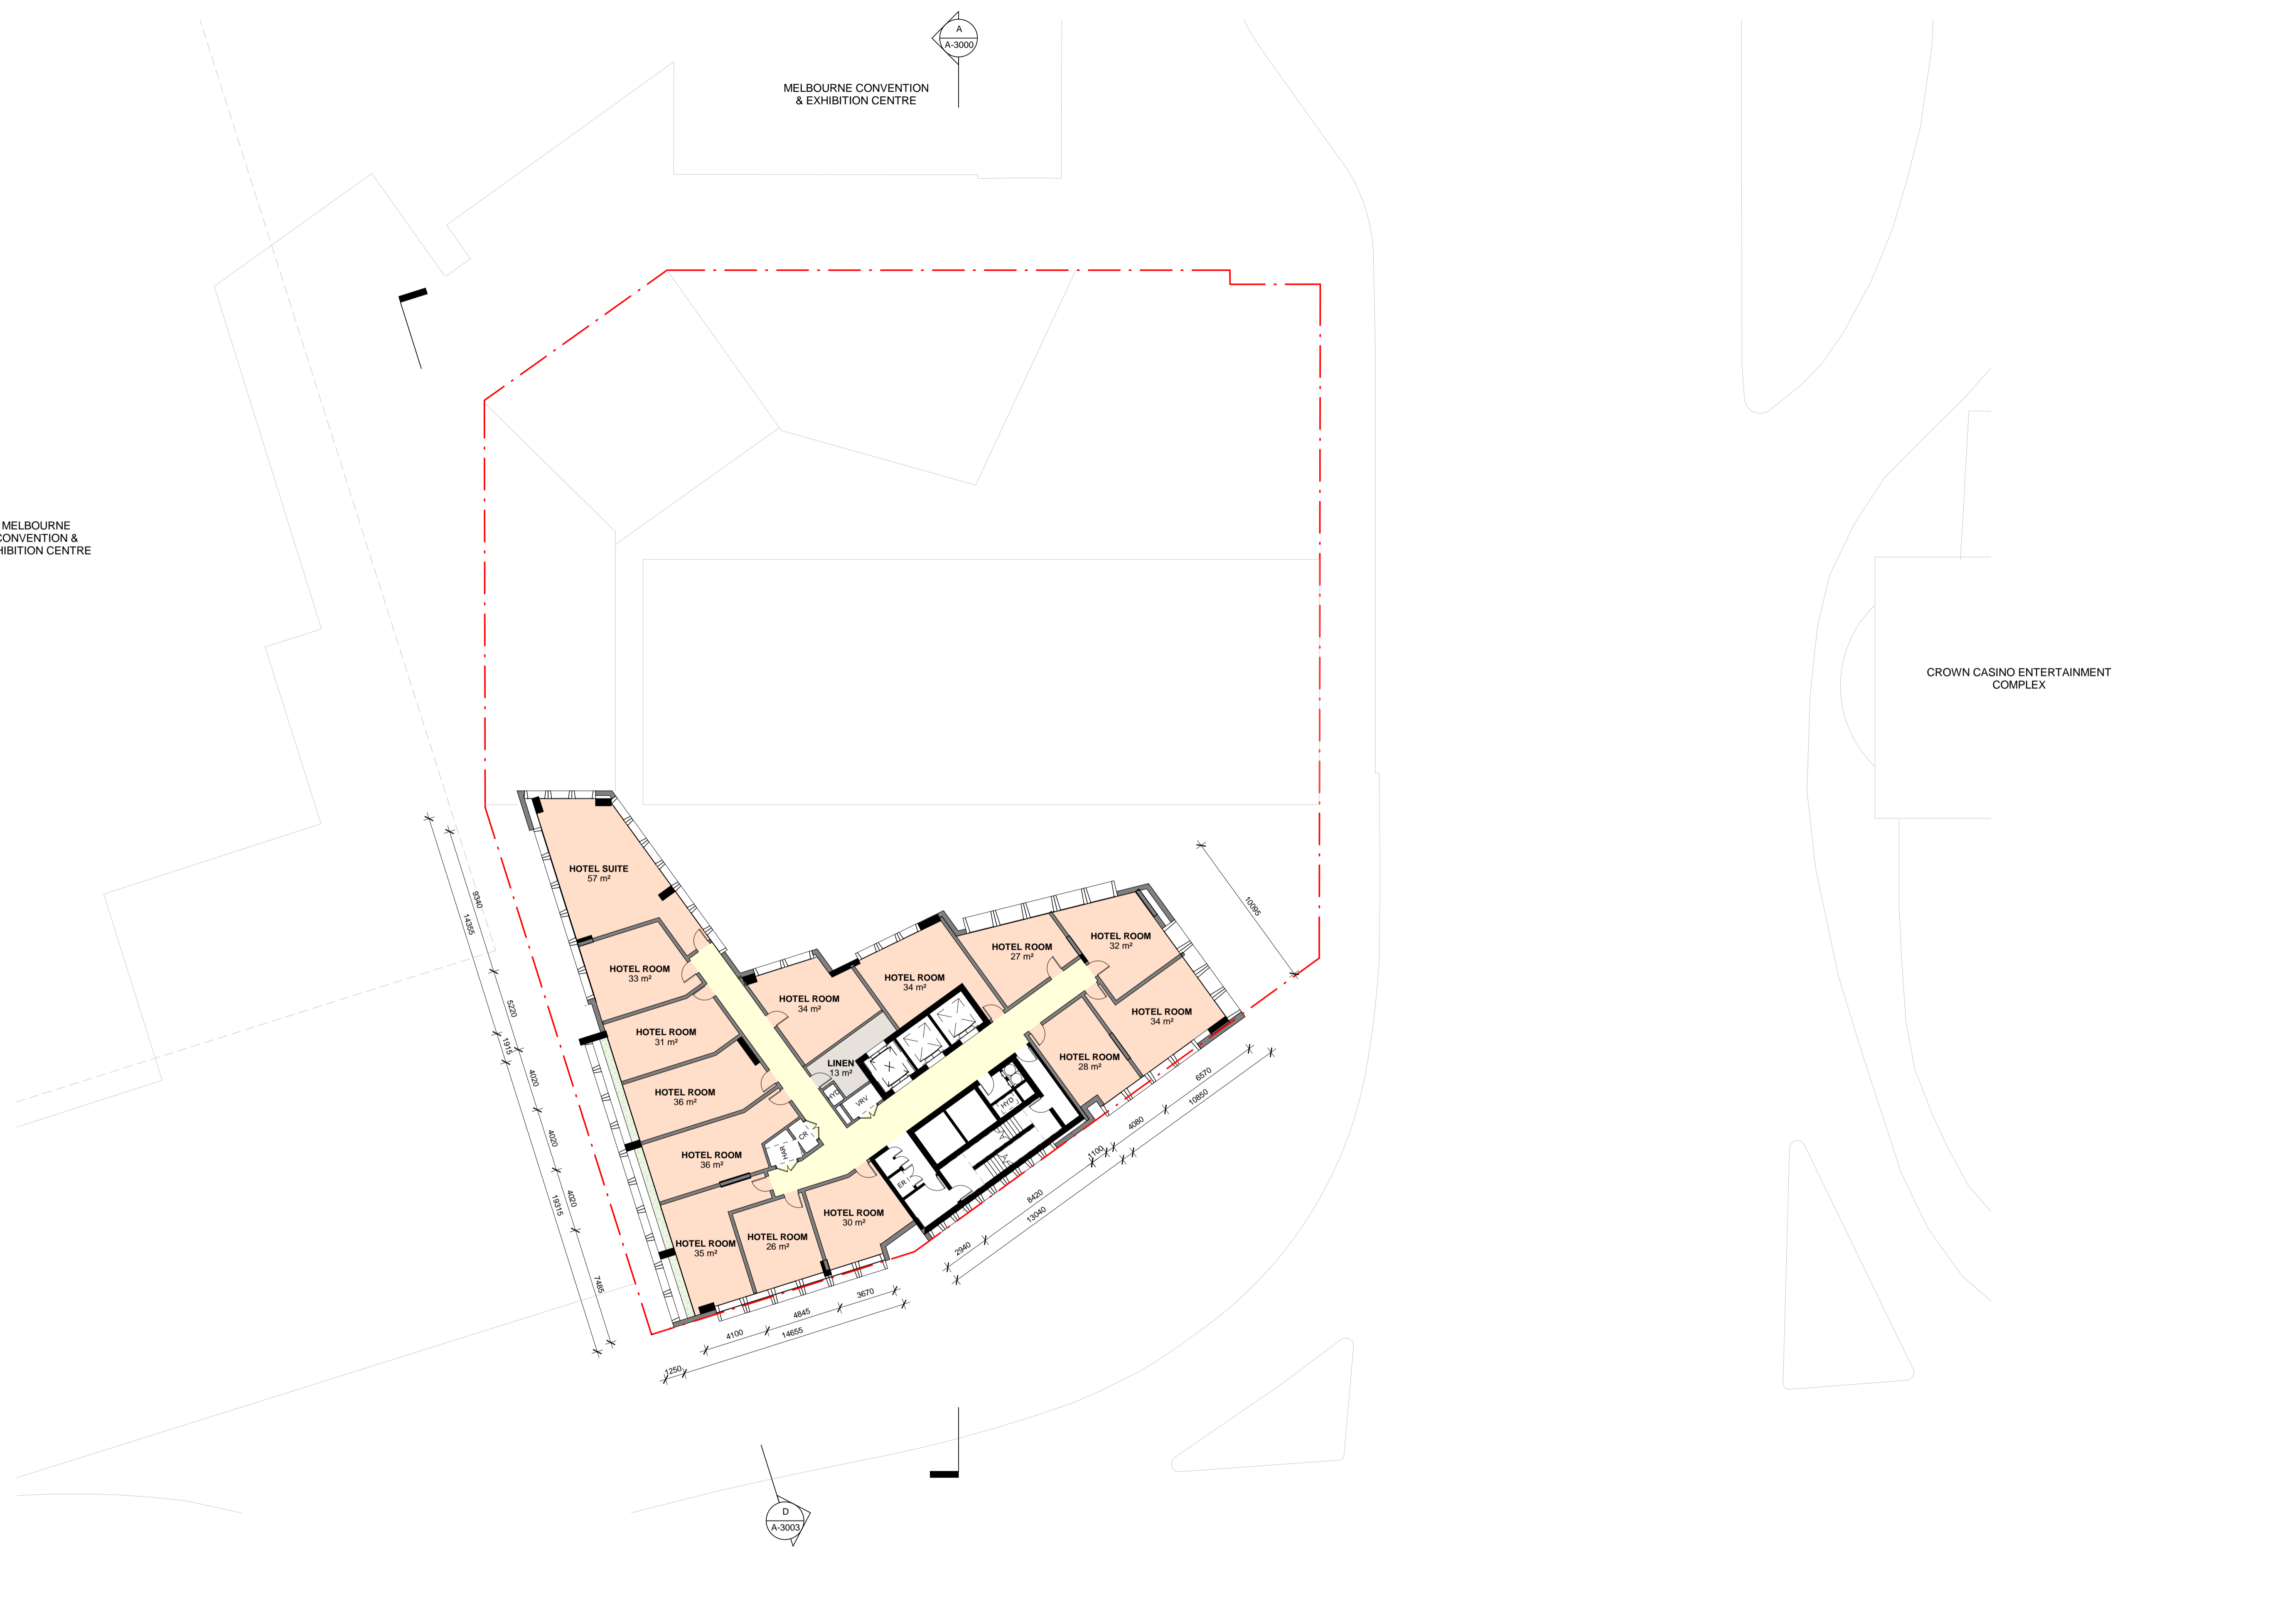 A
A-3000
MELBOURNE CONVENTION
& EXHIBITION CENTRE
MELBOURNE
CONVENTION &
HIBITION CENTRE
CROWN CASINO ENTERTAINMENT
COMPLEX
HOTEL SUITE
57 m²
HOTEL ROOM
33 m²
HOTEL ROOM
31 m²
HOTEL ROOM
36 m²
HOTEL ROOM
36 m²
HOTEL ROOM
35 m²
HOTEL ROOM
26 m²
HOTEL ROOM
30 m²
HOTEL ROOM
34 m²
HOTEL ROOM
34 m²
HOTEL ROOM
27 m²
HOTEL ROOM
32 m²
HOTEL ROOM
34 m²
HOTEL ROOM
28 m²
LINEN
13 m²
HYD
VRV
CR
HAR
ER
HYD
9340
14355
5220
1915
4020
4020
4020
19315
7485
10095
6570
10850
4080
1100
8420
13040
2940
3670
4845
14655
4100
1250
D
A-3003